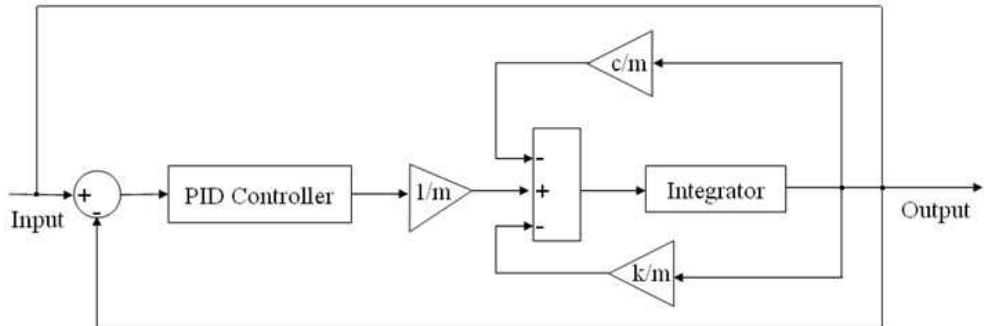 c/m
-
+
-
PID Controller
1/m
+
Integrator
-
Input
Output
k/m